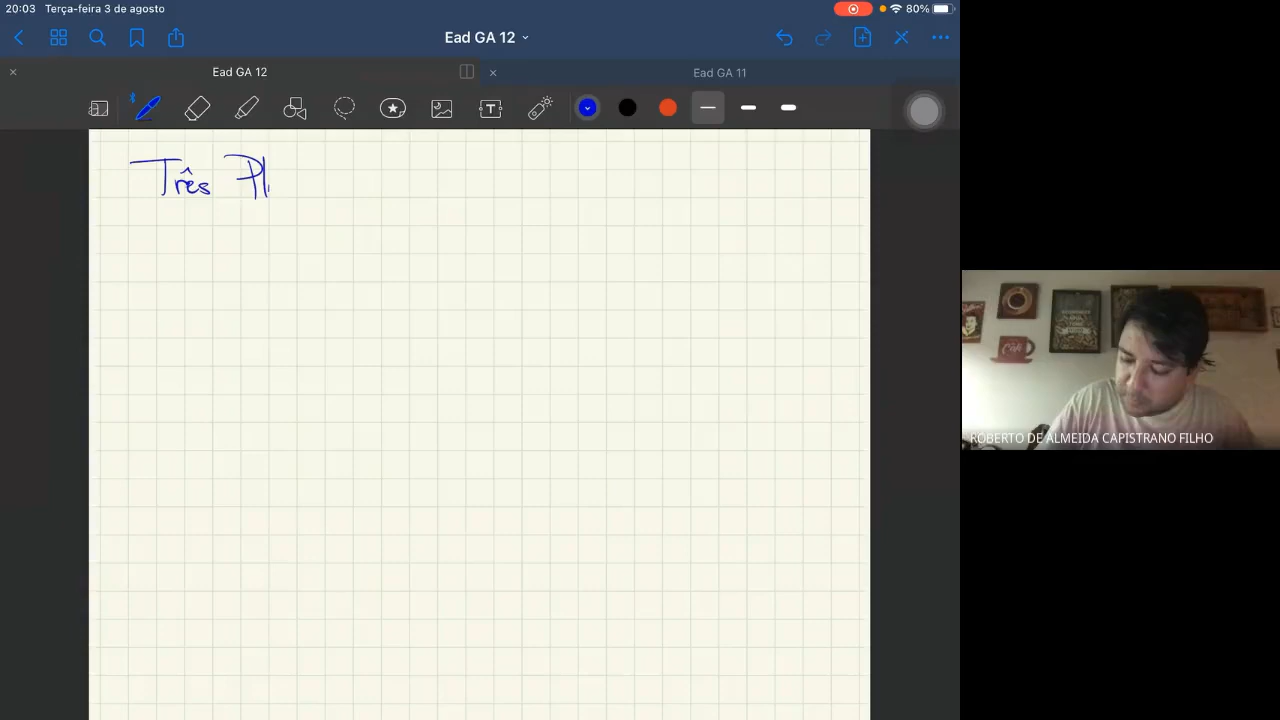 20:03 Terça-feira 3 de agosto
80%
Ead GA 12
Ead GA 11
Ead GA 12
T
Três Pl
ROBERTO DE ALMEIDA CAPISTRANO FILHO